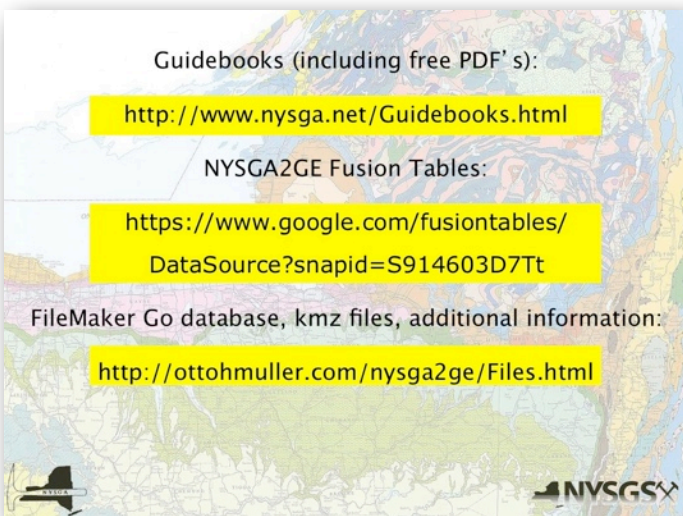 Guidebooks (including free PDF's):
http://www.nysga.net/Guidebooks.html
NYSGA2GE Fusion Tables:
https://www.google.com/fusiontables/
DataSource?snapid=S914603D7Tt
FileMaker Go database, kmz files, additional information:
http://ottohmuller.com/nysga2ge/Files.html
NYSGA
NYSGS